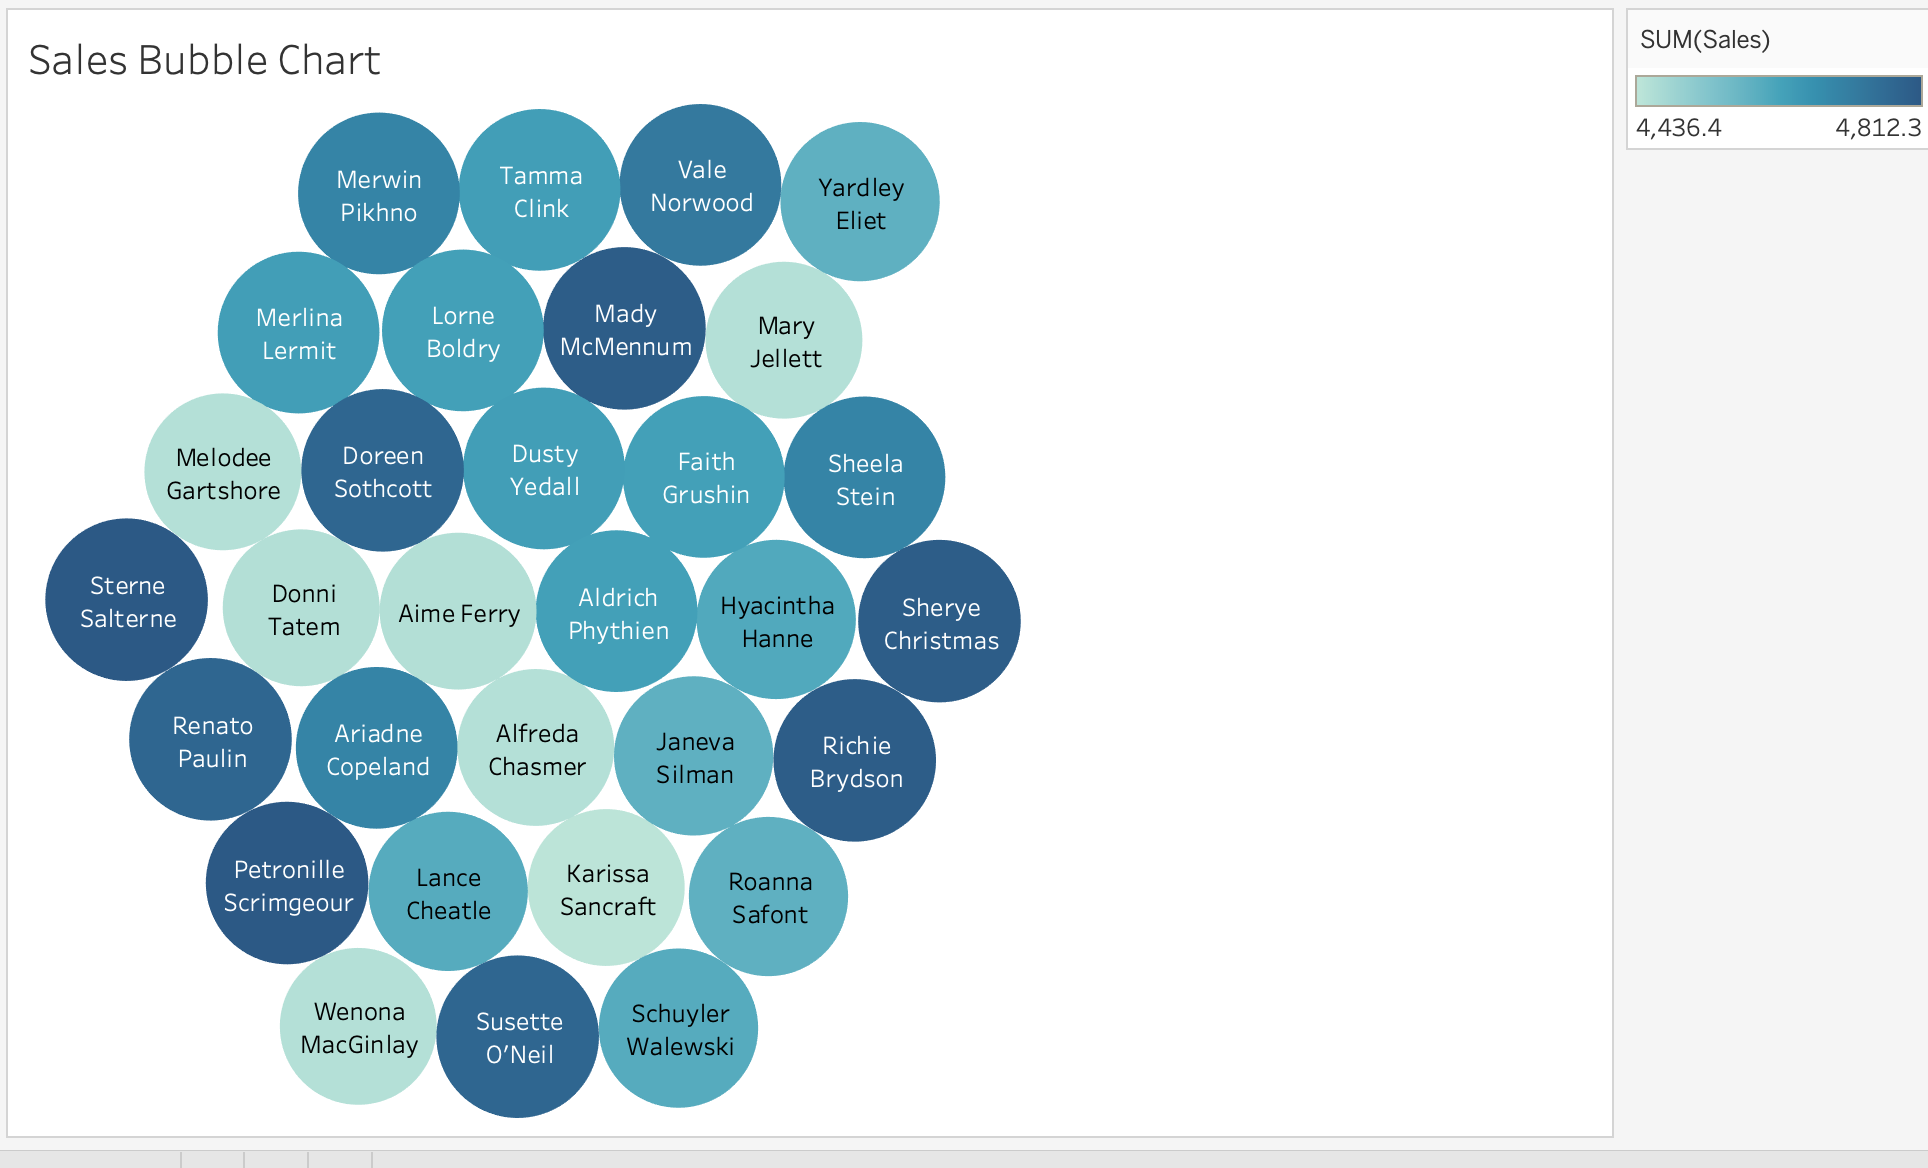 Sales Bubble Chart
SUM(Sales)
4,436.4
4,812.3
Merwin
Pikhno
Tamma
Clink
Vale
Norwood
Yardley
Eliet
Merlina
Lermit
Lorne
Boldry
Mady
McMennum
Mary
Jellett
Melodee
Gartshore
Doreen
Sothcott
Dusty
Yedall
Faith
Grushin
Sheela
Stein
Sterne
Salterne
Donni
Tatem
Aime Ferry
Aldrich
Phythien
Hyacintha
Hanne
Sherye
Christmas
Renato
Paulin
Ariadne
Copeland
Alfreda
Chasmer
Janeva
Silman
Richie
Brydson
Petronille
Scrimgeour
Lance
Cheatle
Karissa
Sancraft
Roanna
Safont
Wenona
MacGinlay
Susette
O’Neil
Schuyler
Walewski